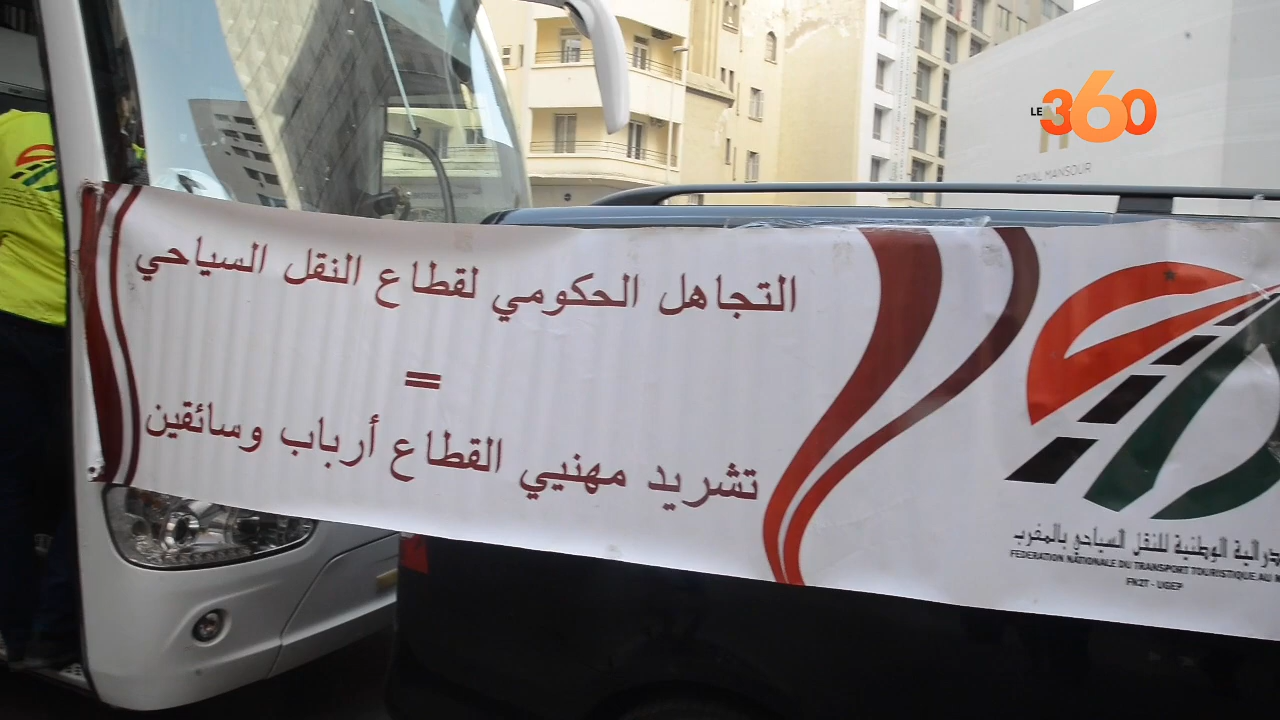 LE 360
ROYAL MANSOUR
التجاهل الحكومي لقطاع النقل السياحي
=
تشريد مهنيي القطاع أرباب وسائقين
الوطنية للنقل السياحي بالمغرب
FEDERATION NATIONALE DU TRANSPORT TOURISTIQUE AU
FN2T - UGEP